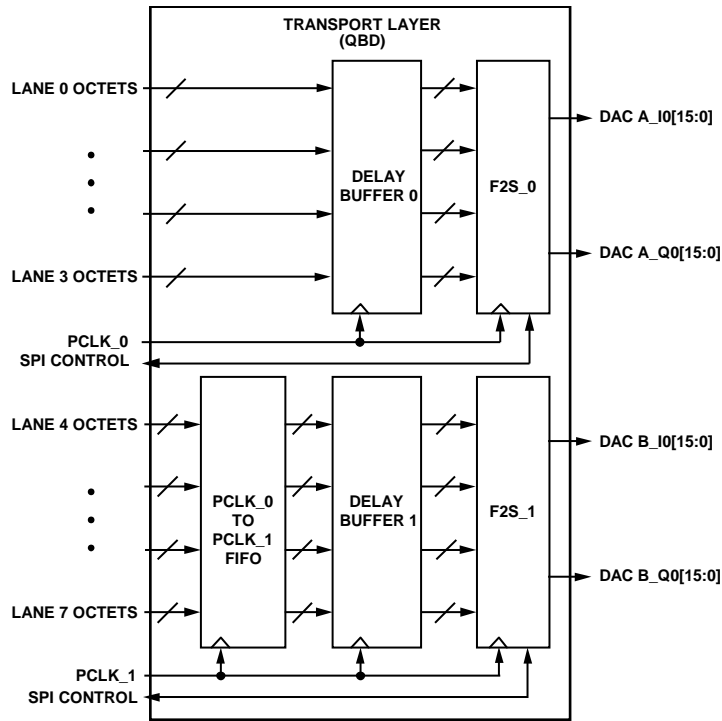 TRANSPORT LAYER
(QBD)
LANE 0 OCTETS
LANE 3 OCTETS
DELAY
BUFFER 0
F2S_0
DAC A_I0[15:0]
DAC A_Q0[15:0]
PCLK_0
SPI CONTROL
LANE 4 OCTETS
LANE 7 OCTETS
PCLK_0
TO
PCLK_1
FIFO
DELAY
BUFFER 1
F2S_1
DAC B_I0[15:0]
DAC B_Q0[15:0]
PCLK_1
SPI CONTROL